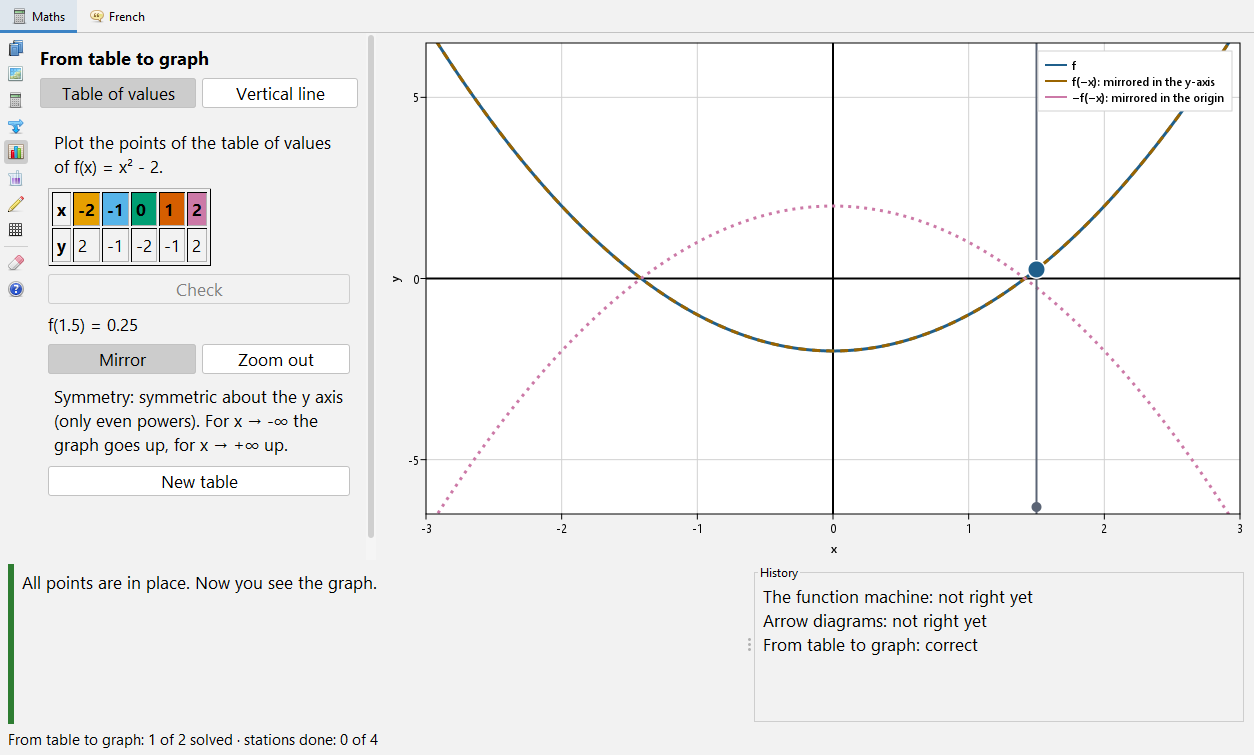 Maths
French
From table to graph
Table of values
Vertical line
Plot the points of the table of values
of f(x) = x² - 2.
x -2 -1 0 1 2
y 2 -1 -2 -1 2
Check
f(1.5) = 0.25
Mirror
Zoom out
Symmetry: symmetric about the y axis
(only even powers). For x → -∞ the
graph goes up, for x → +∞ up.
New table
f
f(−x): mirrored in the y-axis
−f(−x): mirrored in the origin
5
0
-5
y
-3 -2 -1 0 1 2 3
x
All points are in place. Now you see the graph.
History
The function machine: not right yet
Arrow diagrams: not right yet
From table to graph: correct
From table to graph: 1 of 2 solved · stations done: 0 of 4